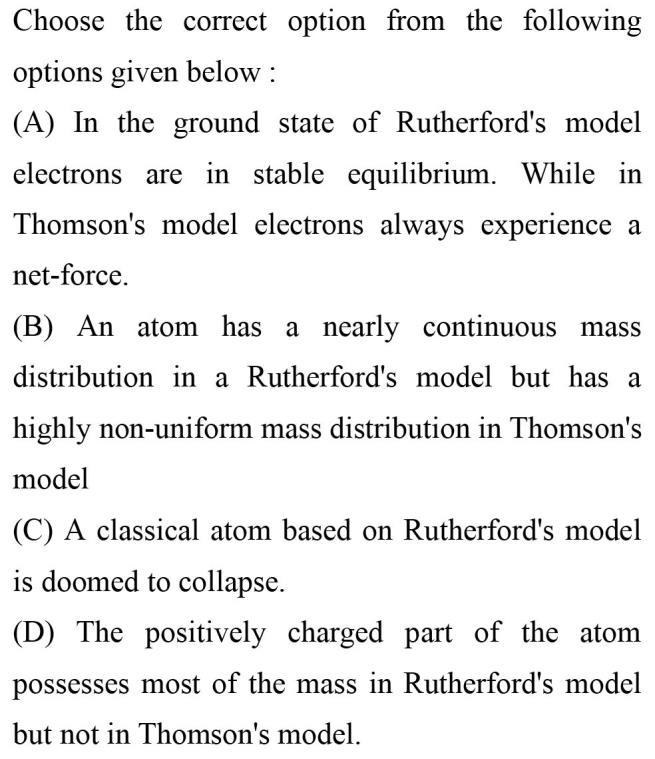 Choose the correct option from the following
options given below :
(A) In the ground state of Rutherford's model
electrons are in stable equilibrium. While in
Thomson's model electrons always experience a
net-force.
(B) An atom has a nearly continuous mass
distribution in a Rutherford's model but has a
highly non-uniform mass distribution in Thomson's
model
(C) A classical atom based on Rutherford's model
is doomed to collapse.
(D) The positively charged part of the atom
possesses most of the mass in Rutherford's model
but not in Thomson's model.